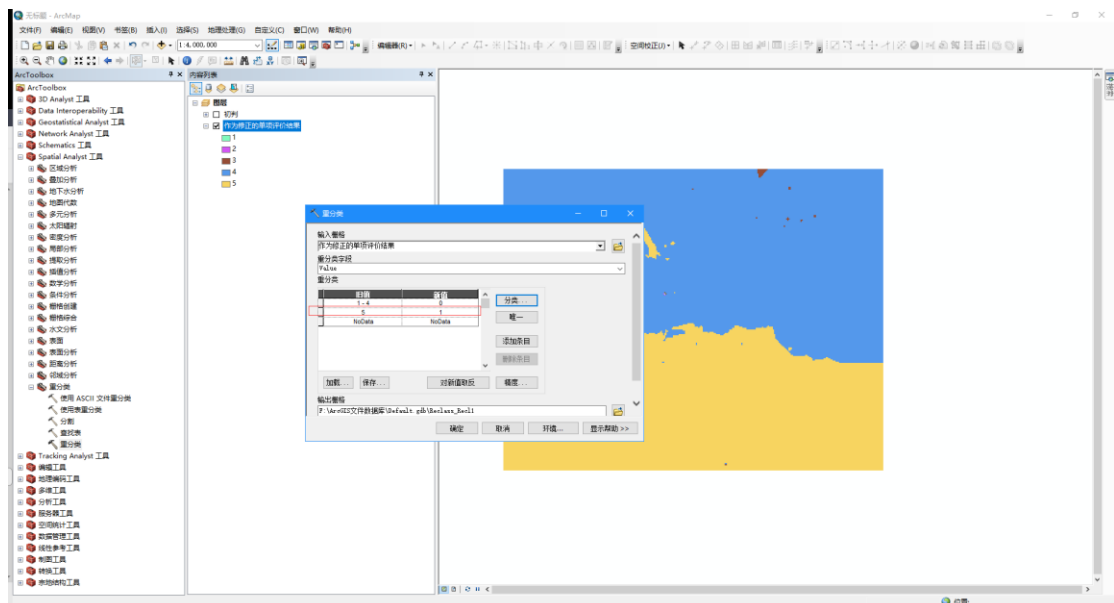 无标题 - ArcMap
文件(F) 编辑(E) 视图(V) 书签(B) 插入(I) 选择(S) 地理处理(G) 自定义(C) 窗口(W) 帮助(H)
1:4,000,000 编辑器(R) 空间校正(O)
ArcToolbox
ArcToolbox
3D Analyst 工具
Data Interoperability 工具
Geostatistical Analyst 工具
Network Analyst 工具
Schematics 工具
Spatial Analyst 工具
区域分析
叠加分析
地下水分析
地图代数
多元分析
太阳辐射
密度分析
局部分析
提取分析
插值分析
数学分析
条件分析
栅格创建
栅格综合
水文分析
表面
表面分析
距离分析
邻域分析
重分类
使用 ASCII 文件重分类
使用表重分类
分割
查找表
重分类
Tracking Analyst 工具
编辑工具
地理编码工具
多维工具
分析工具
服务器工具
空间统计工具
数据管理工具
线性参考工具
制图工具
转换工具
宗地结构工具
内容列表
图层
初判
作为修正的单项评价结果
1
2
3
4
5
重分类
输入栅格
作为修正的单项评价结果
重分类字段
Value
重分类
旧值 新值
1 - 4 0
5 1
NoData NoData
分类...
唯一
添加条目
删除条目
加载... 保存... 对新值取反 精度...
输出栅格
F:\ArcGIS文件数据库\Default.gdb\Reclass_Recl1
确定 取消 环境... 显示帮助 >>
位置: